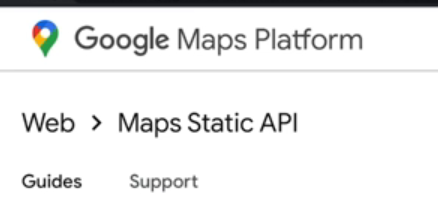 Google Maps Platform
Web > Maps Static API
Guides Support